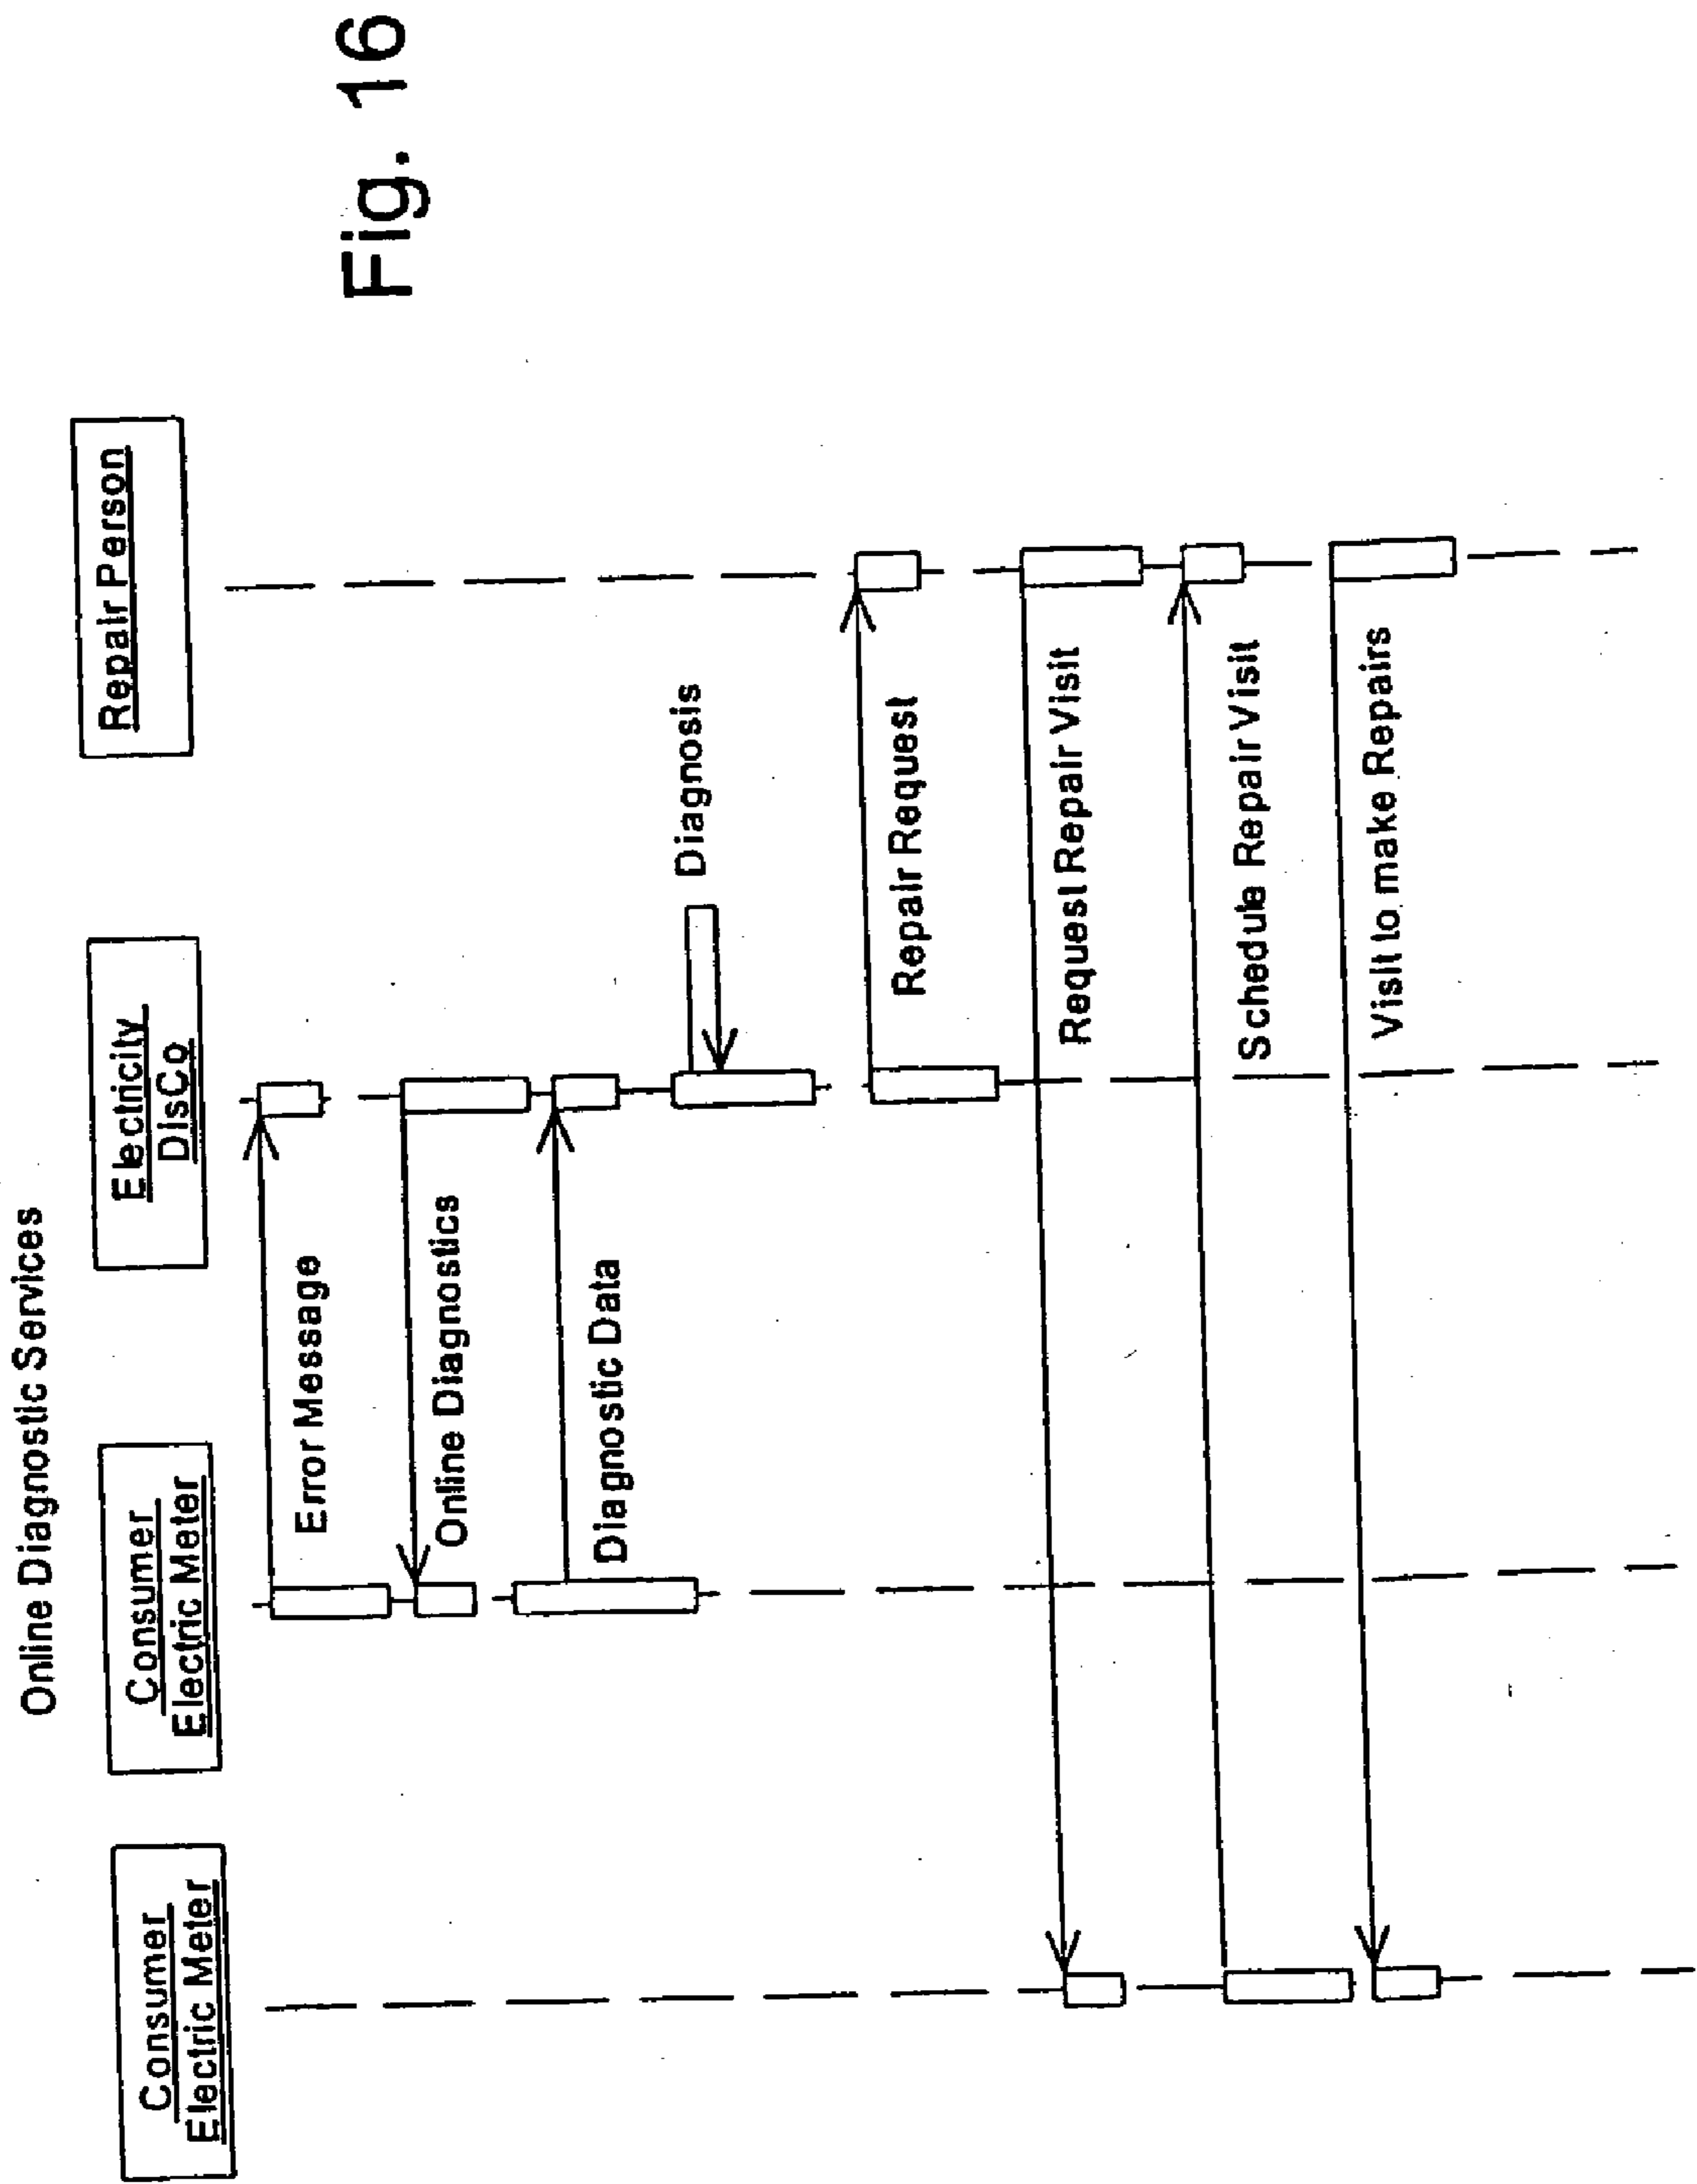 Online Diagnostic Services
Consumer
Electric Meter
Consumer
Electric Meter
Electricity
DisCo
Repair Person
Error Message
Online Diagnostics
Diagnostic Data
Diagnosis
Repair Request
Request Repair Visit
Schedule Repair Visit
Visit to make Repairs
Fig. 16